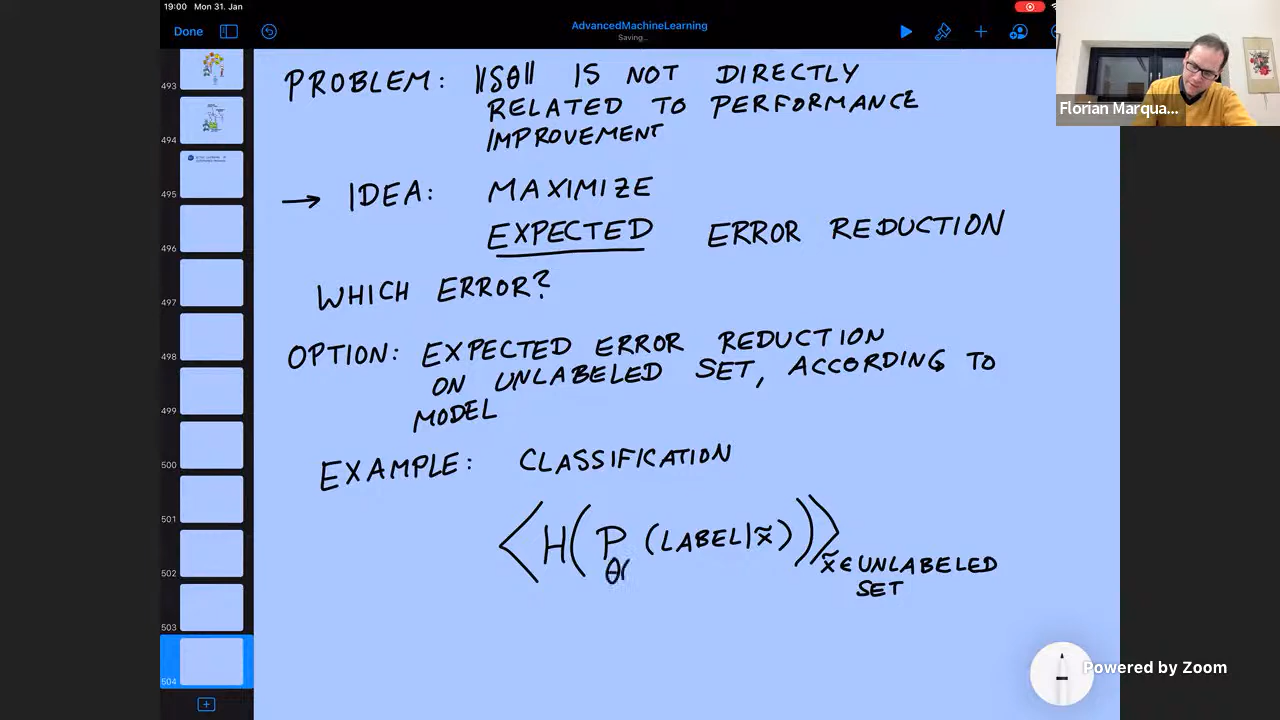 19:00 Mon 31. Jan
Done
AdvancedMachineLearning
Saving...
Florian Marqua...
493
494
495
496
497
498
499
500
501
502
503
504
PROBLEM: ||δθ|| IS NOT DIRECTLY
RELATED TO PERFORMANCE
IMPROVEMENT
→ IDEA: MAXIMIZE
EXPECTED ERROR REDUCTION
WHICH ERROR?
OPTION: EXPECTED ERROR REDUCTION
ON UNLABELED SET, ACCORDING TO
MODEL
EXAMPLE: CLASSIFICATION
⟨H(P_θ( (LABEL|x̃))⟩ x̃ ∈ UNLABELED
SET
Powered by Zoom